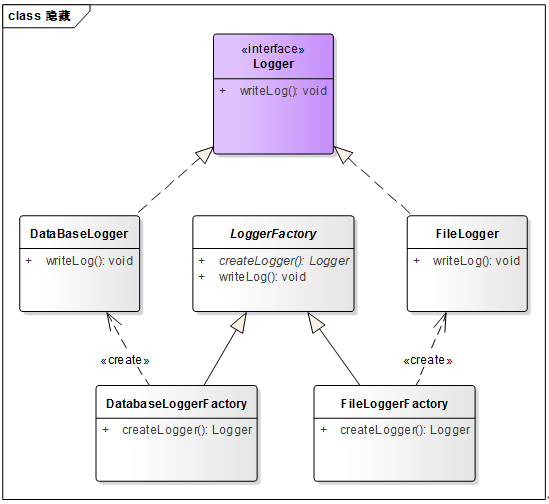 class 隐藏
«interface»
Logger
+ writeLog(): void
DataBaseLogger
+ writeLog(): void
LoggerFactory
+ createLogger(): Logger
+ writeLog(): void
FileLogger
+ writeLog(): void
«create»
«create»
DatabaseLoggerFactory
+ createLogger(): Logger
FileLoggerFactory
+ createLogger(): Logger